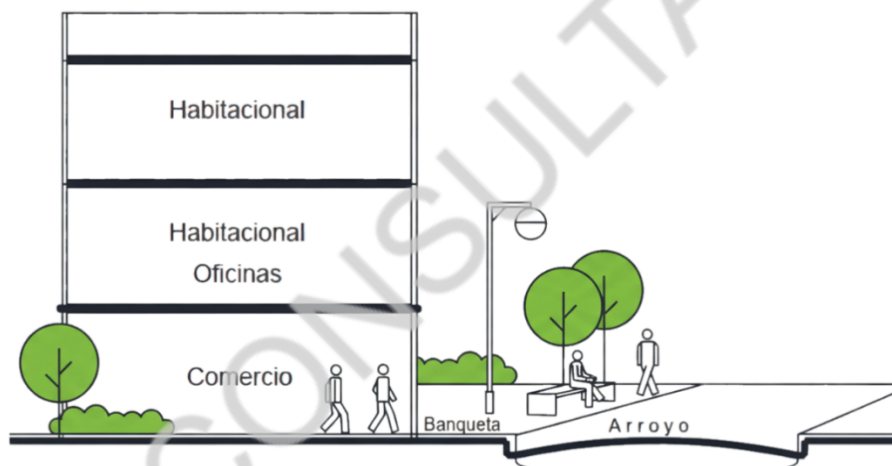 Habitacional
Habitacional
Oficinas
Comercio
Banqueta
Arroyo
CONSULTA